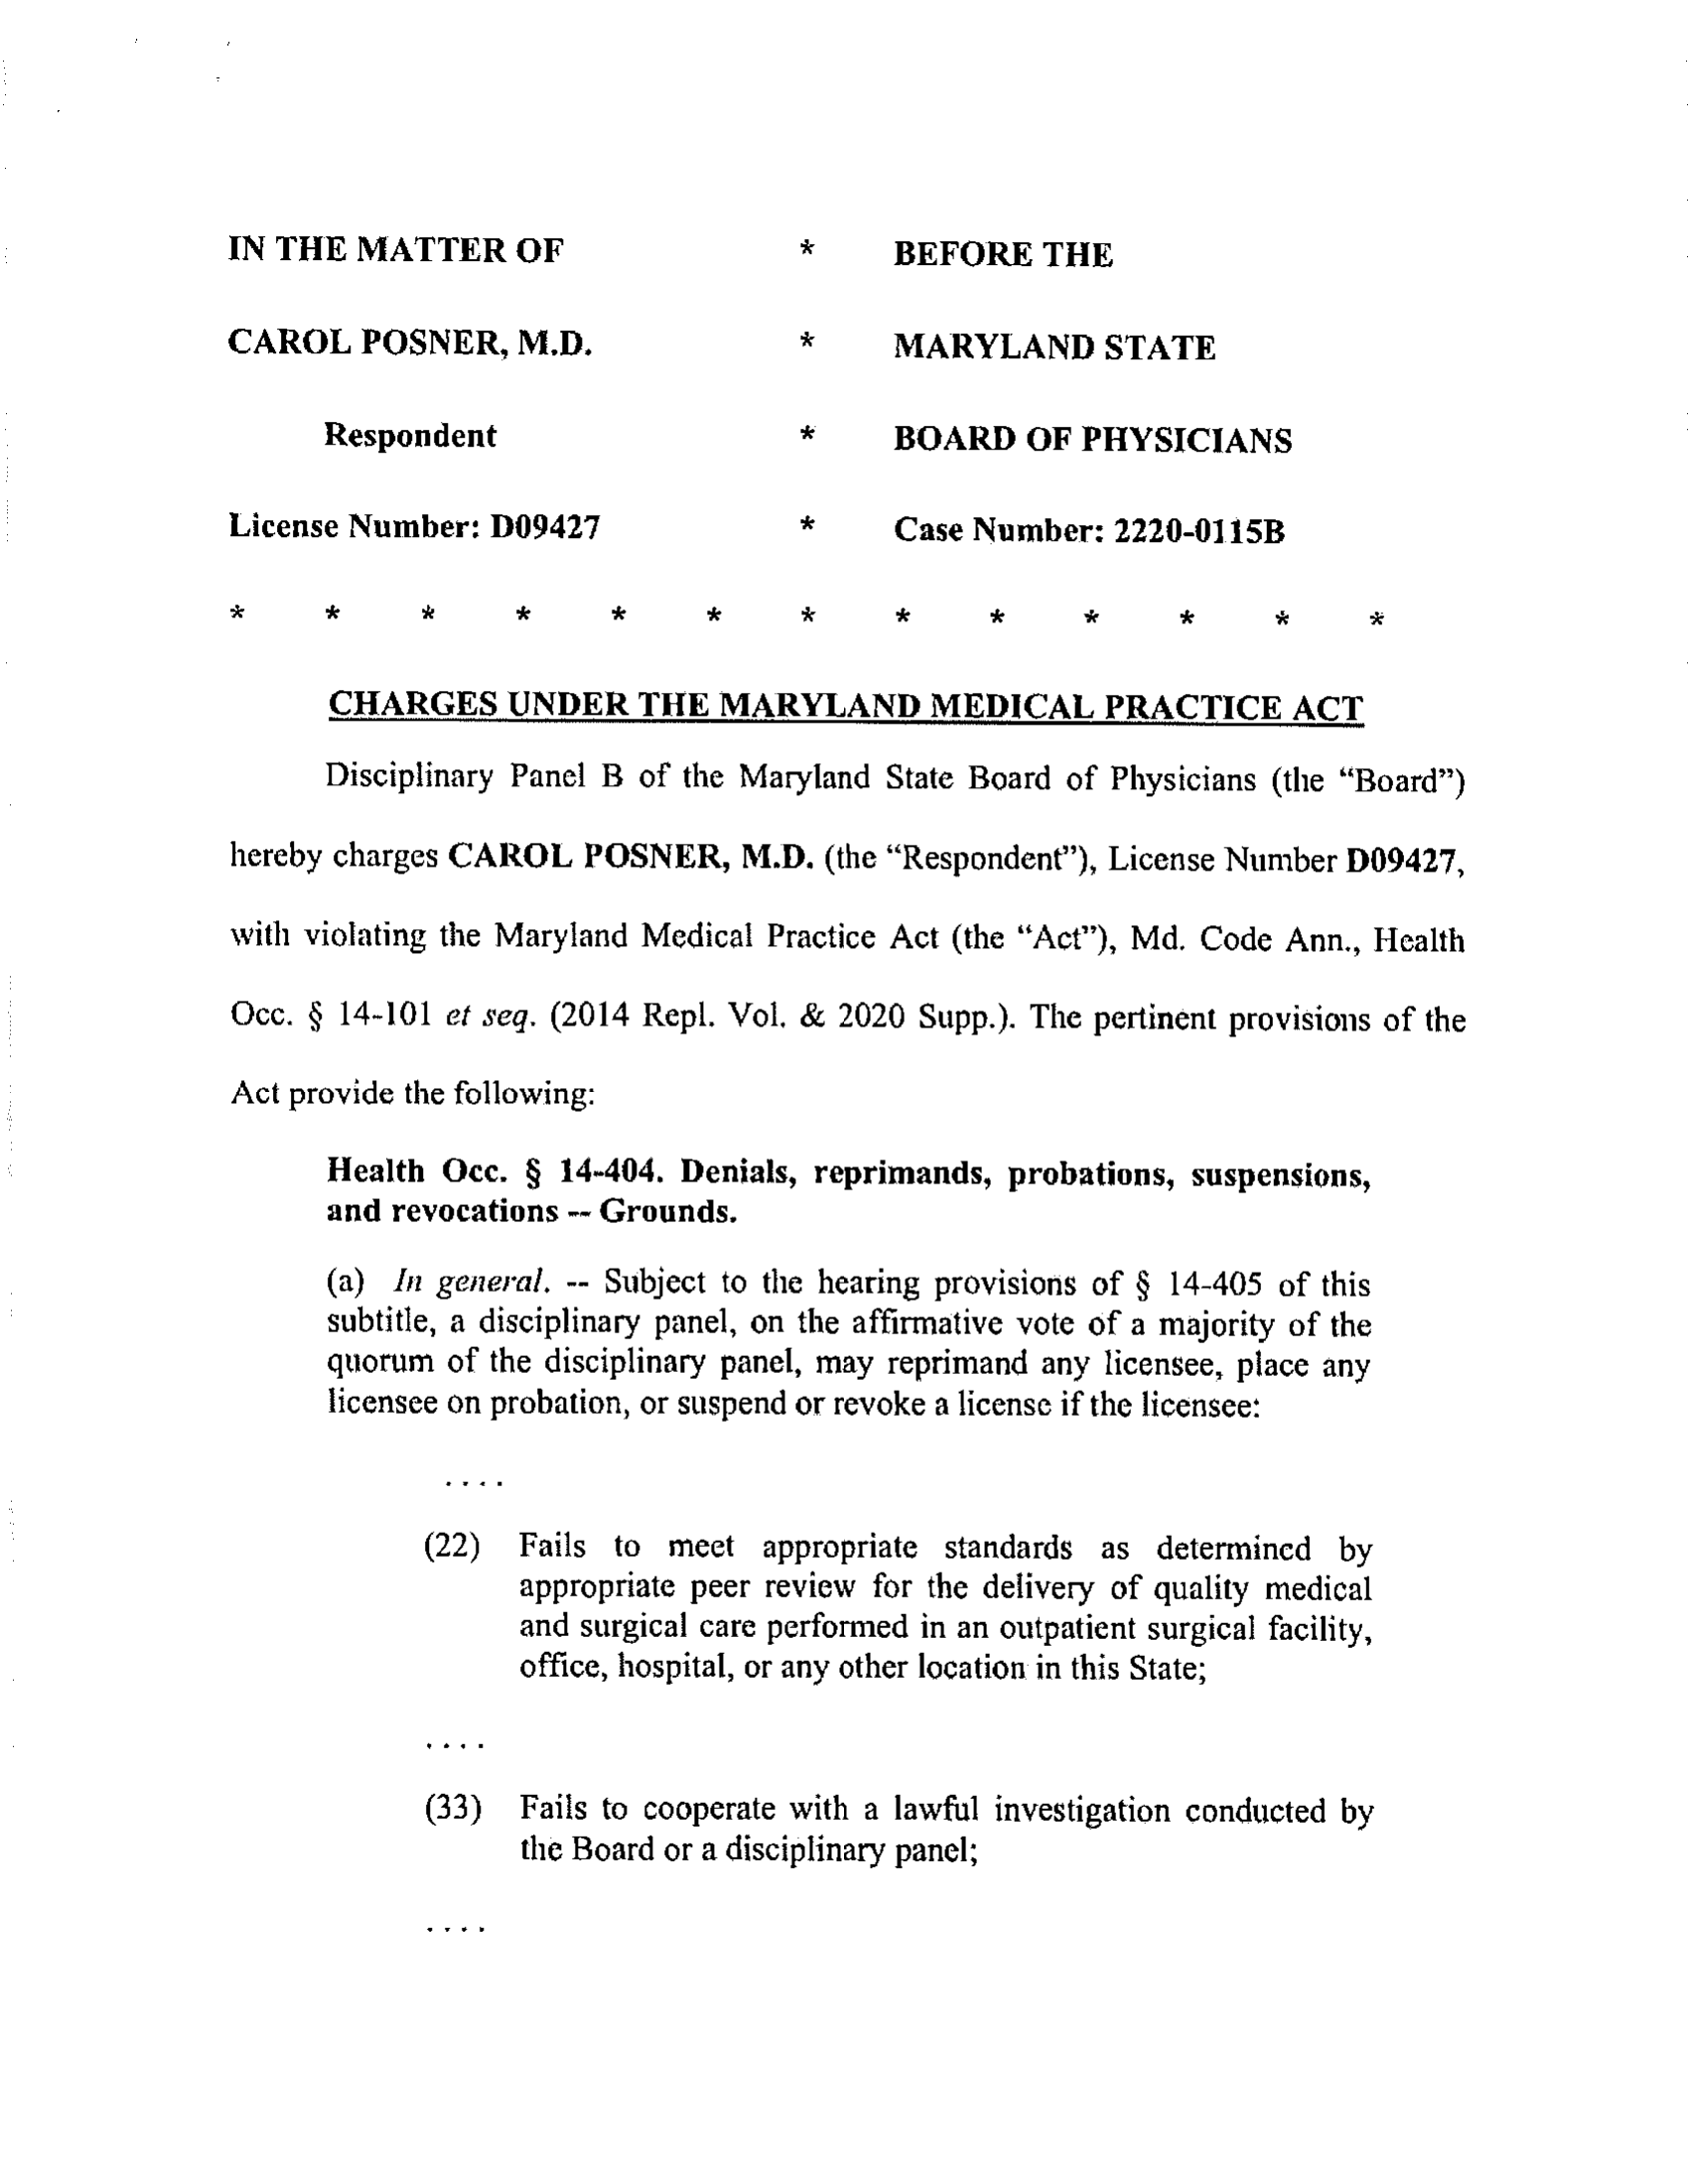 IN THE MATTER OF * BEFORE THE
CAROL POSNER, M.D. * MARYLAND STATE
Respondent * BOARD OF PHYSICIANS
License Number: D09427 * Case Number: 2220-0115B
* * * * * * * * * * * * *
CHARGES UNDER THE MARYLAND MEDICAL PRACTICE ACT
Disciplinary Panel B of the Maryland State Board of Physicians (the “Board”)
hereby charges CAROL POSNER, M.D. (the “Respondent”), License Number D09427,
with violating the Maryland Medical Practice Act (the “Act”), Md. Code Ann., Health
Occ. § 14-101 et seq. (2014 Repl. Vol. & 2020 Supp.). The pertinent provisions of the
Act provide the following:
Health Occ. § 14-404. Denials, reprimands, probations, suspensions,
and revocations -- Grounds.
(a) In general. -- Subject to the hearing provisions of § 14-405 of this
subtitle, a disciplinary panel, on the affirmative vote of a majority of the
quorum of the disciplinary panel, may reprimand any licensee, place any
licensee on probation, or suspend or revoke a license if the licensee:
. . . .
(22) Fails to meet appropriate standards as determined by
appropriate peer review for the delivery of quality medical
and surgical care performed in an outpatient surgical facility,
office, hospital, or any other location in this State;
. . . .
(33) Fails to cooperate with a lawful investigation conducted by
the Board or a disciplinary panel;
. . . .